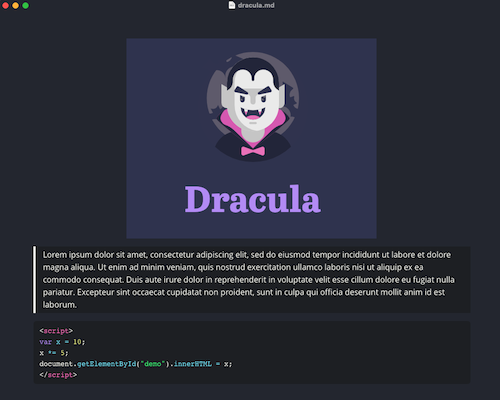 dracula.md
Dracula
Lorem ipsum dolor sit amet, consectetur adipiscing elit, sed do eiusmod tempor incididunt ut labore et dolore
magna aliqua. Ut enim ad minim veniam, quis nostrud exercitation ullamco laboris nisi ut aliquip ex ea
commodo consequat. Duis aute irure dolor in reprehenderit in voluptate velit esse cillum dolore eu fugiat nulla
pariatur. Excepteur sint occaecat cupidatat non proident, sunt in culpa qui officia deserunt mollit anim id est
laborum.
<script>
var x = 10;
x *= 5;
document.getElementById("demo").innerHTML = x;
</script>